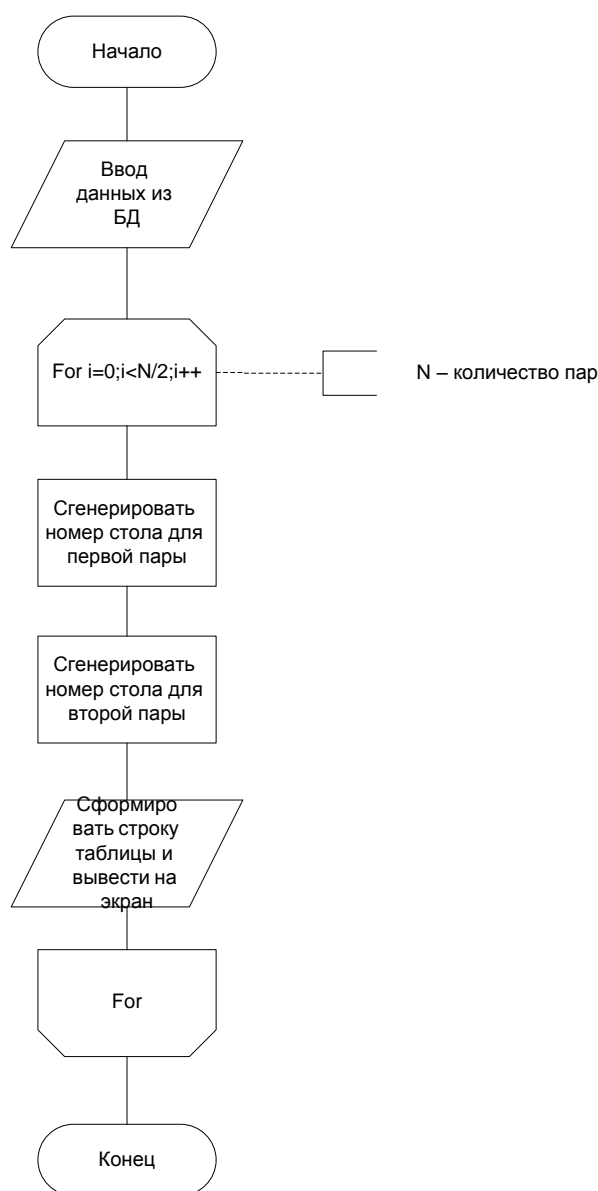 Начало
Ввод
данных из
БД
For i=0;i<N/2;i++
N – количество пар
Сгенерировать
номер стола для
первой пары
Сгенерировать
номер стола для
второй пары
Сформиро
вать строку
таблицы и
вывести на
экран
For
Конец